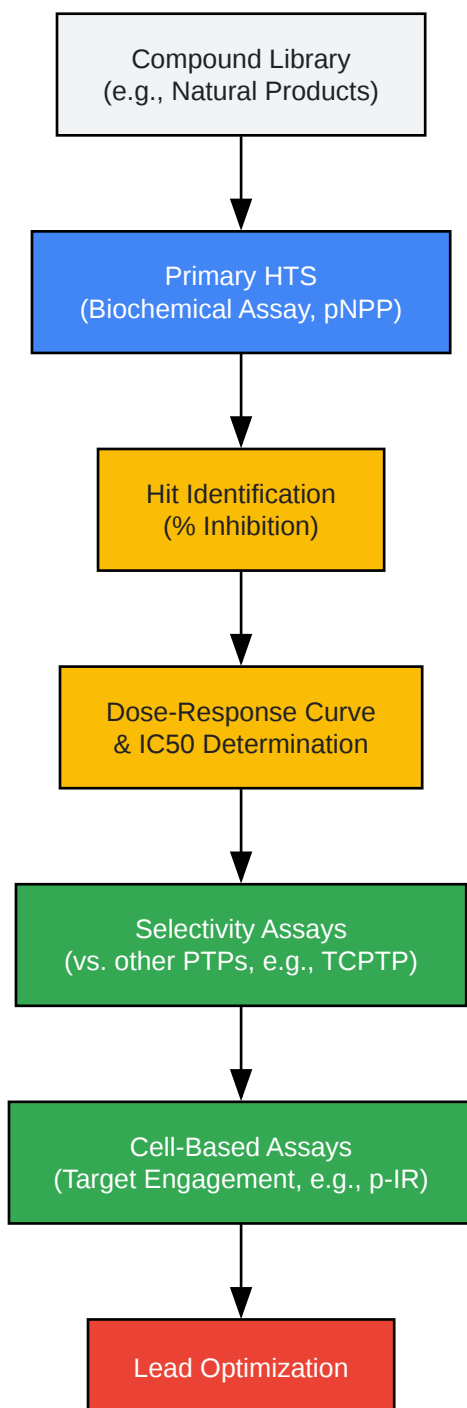 Compound Library
(e.g., Natural Products)
Primary HTS
(Biochemical Assay, pNPP)
Hit Identification
(% Inhibition)
Dose-Response Curve
& IC50 Determination
Selectivity Assays
(vs. other PTPs, e.g., TCPTP)
Cell-Based Assays
(Target Engagement, e.g., p-IR)
Lead Optimization